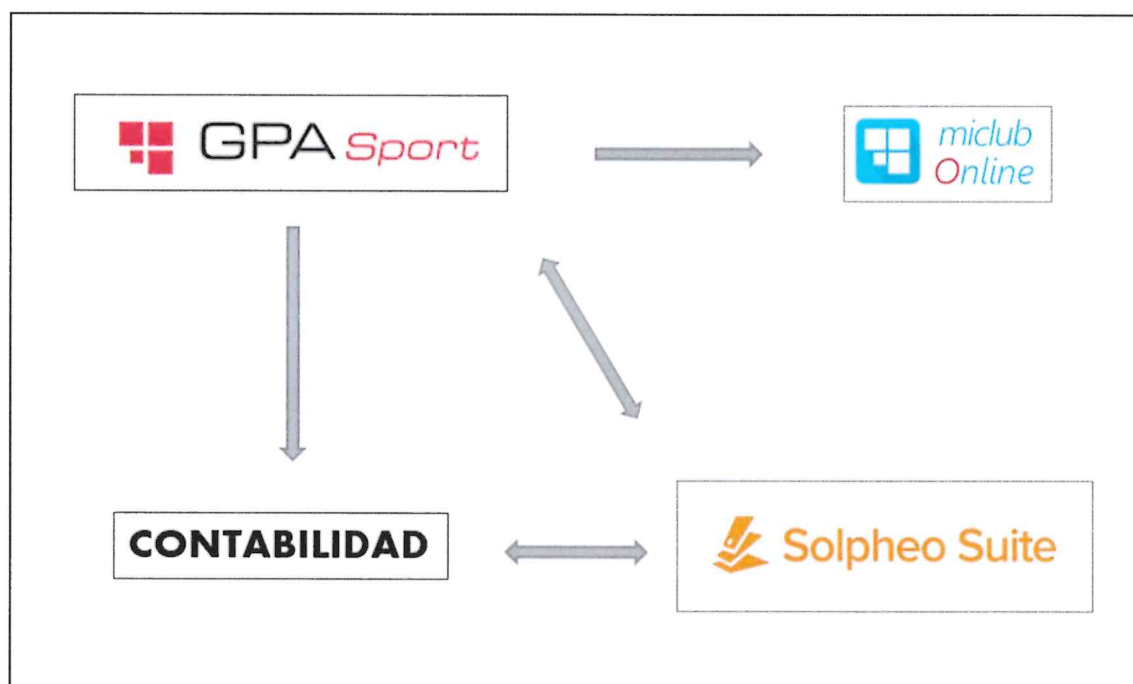 GPA Sport
miclub
Online
CONTABILIDAD
Solpheo Suite